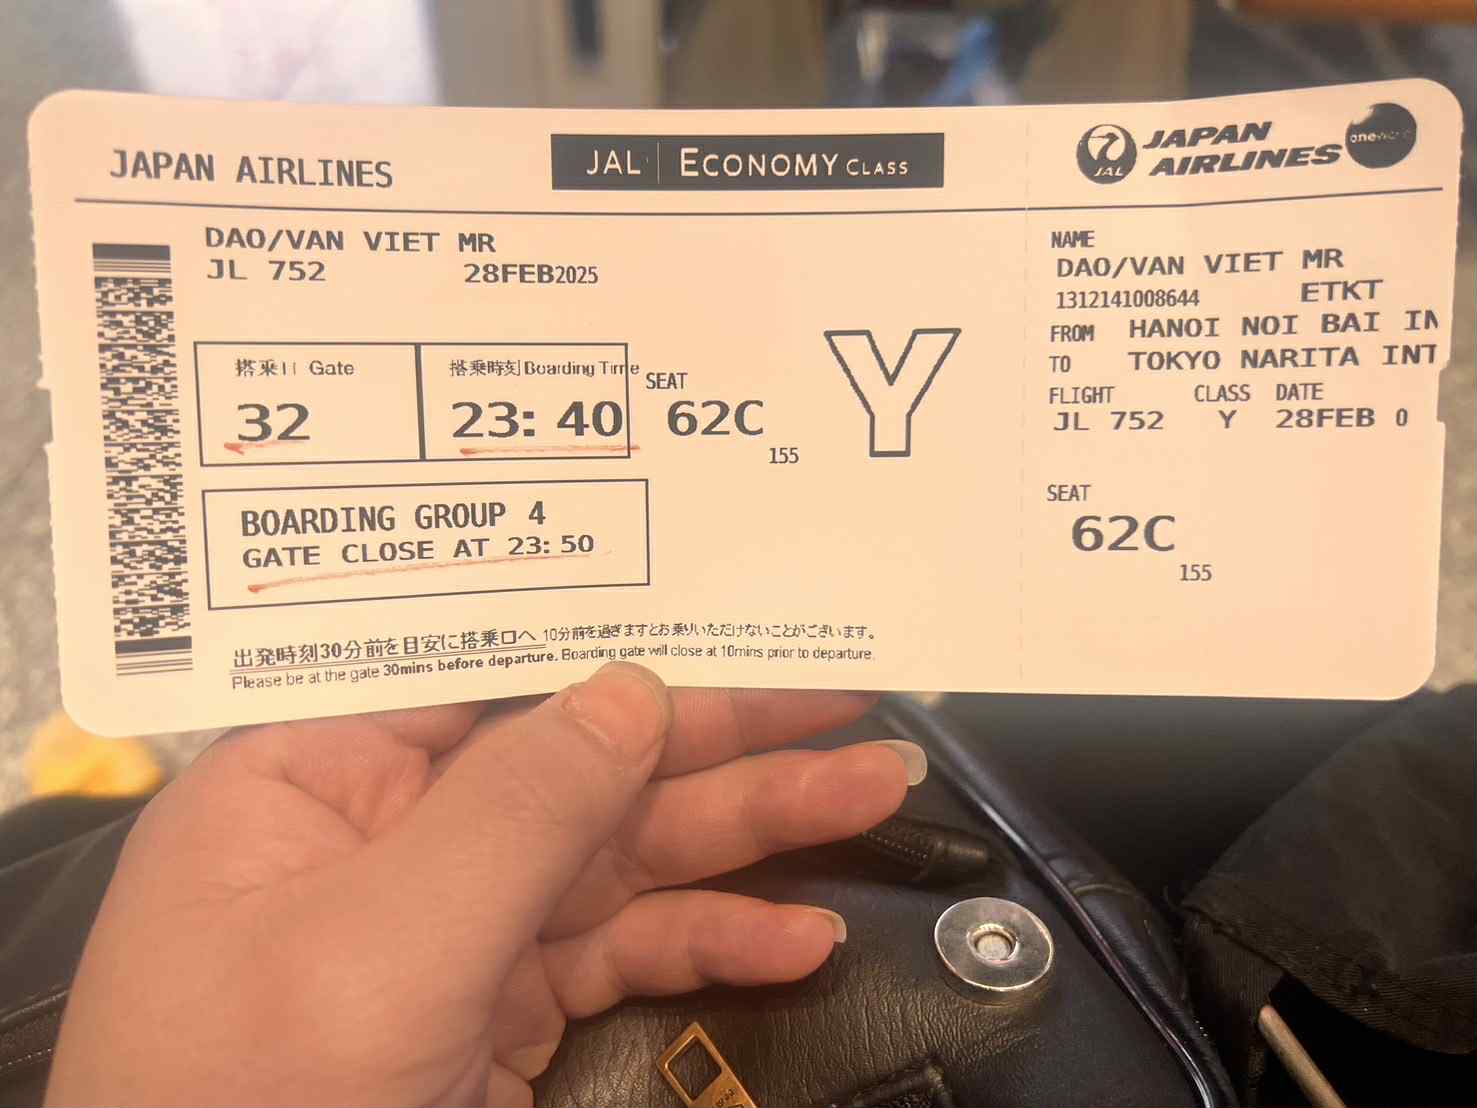 JAPAN AIRLINES
JAL ECONOMY CLASS
JAL JAPAN AIRLINES
oneworld
DAO/VAN VIET MR
JL 752 28FEB2025
搭乗口 Gate
32
搭乗時刻 Boarding Time
23:40
SEAT
62C
155
Y
BOARDING GROUP 4
GATE CLOSE AT 23:50
出発時刻30分前を目安に搭乗口へ 10分前を過ぎますとお乗りいただけないことがございます。
Please be at the gate 30mins before departure. Boarding gate will close at 10mins prior to departure.
NAME
DAO/VAN VIET MR
1312141008644 ETKT
FROM HANOI NOI BAI IN
TO TOKYO NARITA INT
FLIGHT CLASS DATE
JL 752 Y 28FEB 0
SEAT
62C
155